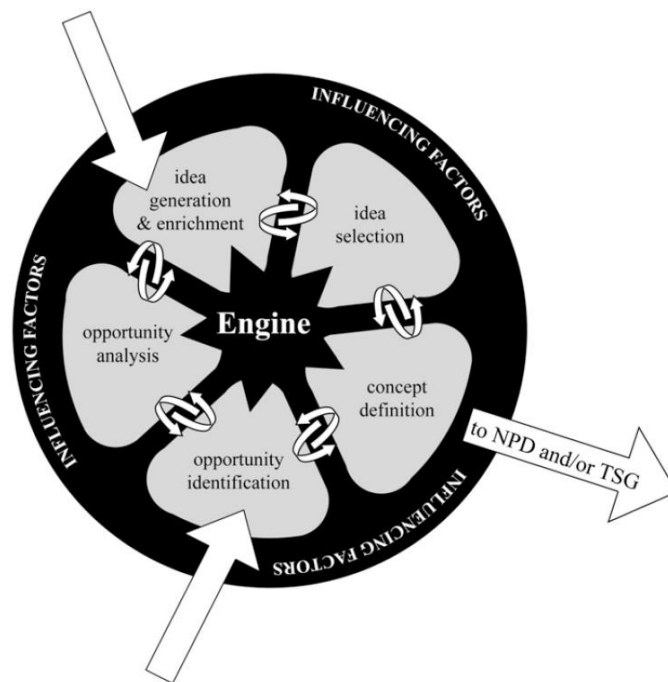 INFLUENCING FACTORS
idea
generation
& enrichment
idea
selection
INFLUENCING FACTORS
Engine
opportunity
analysis
concept
definition
opportunity
identification
to NPD and/or TSG
INFLUENCING FACTORS